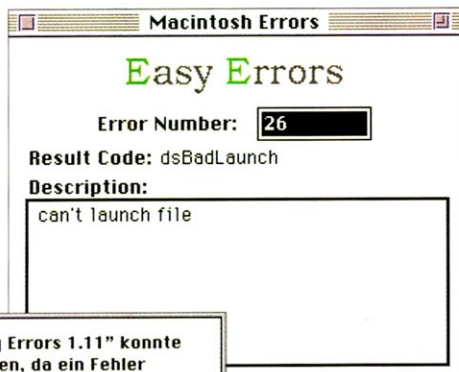 Macintosh Errors
Easy Errors
Error Number: 26
Result Code: dsBadLaunch
Description:
can't launch file
Errors 1.11” konnte
da ein Fehler